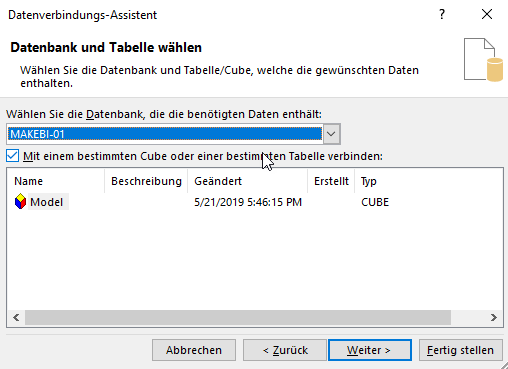 Datenverbindungs-Assistent
Datenbank und Tabelle wählen
Wählen Sie die Datenbank und Tabelle/Cube, welche die gewünschten Daten
enthalten.
Wählen Sie die Datenbank, die die benötigten Daten enthält:
MAKEBI-01
Mit einem bestimmten Cube oder einer bestimmten Tabelle verbinden:
Name Beschreibung Geändert Erstellt Typ
Model 5/21/2019 5:46:15 PM CUBE
Abbrechen < Zurück Weiter > Fertig stellen